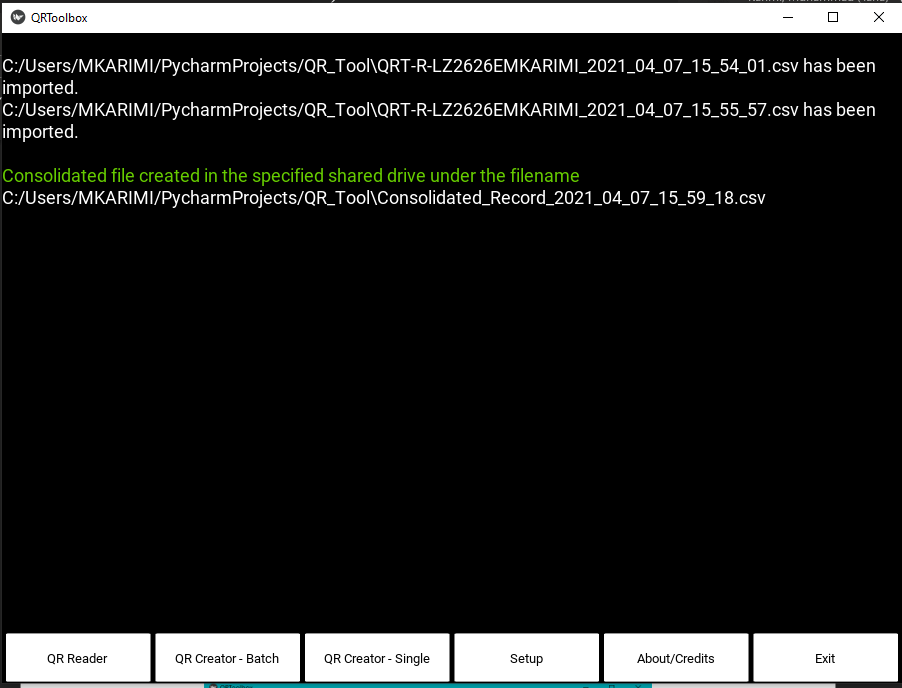 QRToolbox
C:/Users/MKARIMI/PycharmProjects/QR_Tool\QRT-R-LZ2626EMKARIMI_2021_04_07_15_54_01.csv has been
imported.
C:/Users/MKARIMI/PycharmProjects/QR_Tool\QRT-R-LZ2626EMKARIMI_2021_04_07_15_55_57.csv has been
imported.
Consolidated file created in the specified shared drive under the filename
C:/Users/MKARIMI/PycharmProjects/QR_Tool\Consolidated_Record_2021_04_07_15_59_18.csv
QR Reader
QR Creator - Batch
QR Creator - Single
Setup
About/Credits
Exit